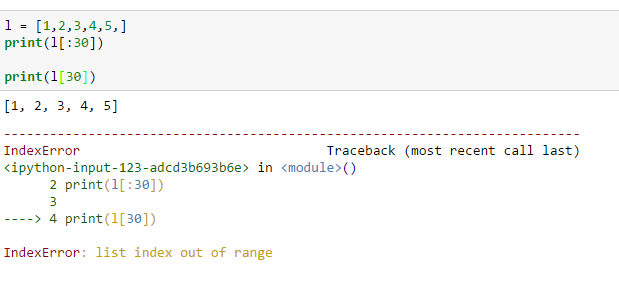 l = [1,2,3,4,5,]
print(l[:30])
print(l[30])
[1, 2, 3, 4, 5]
---------------------------------------------------------------------------
IndexError                                Traceback (most recent call last)
<ipython-input-123-adcd3b693b6e> in <module>()
      2 print(l[:30])
      3
----> 4 print(l[30])
IndexError: list index out of range